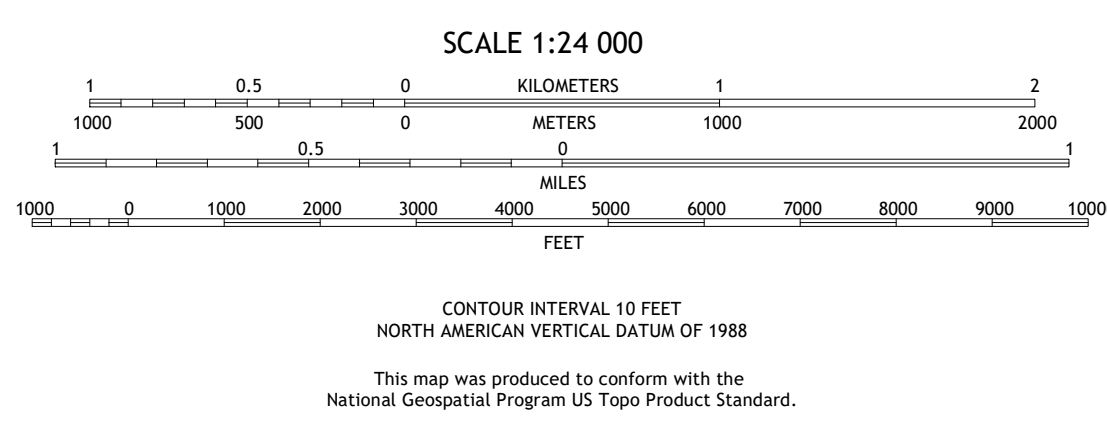 SCALE 1:24 000
1 0.5 0 KILOMETERS 1 2
1000 500 0 METERS 1000 2000
1 0.5 0 1
MILES
1000 0 1000 2000 3000 4000 5000 6000 7000 8000 9000 1000
FEET
CONTOUR INTERVAL 10 FEET
NORTH AMERICAN VERTICAL DATUM OF 1988
This map was produced to conform with the
National Geospatial Program US Topo Product Standard.